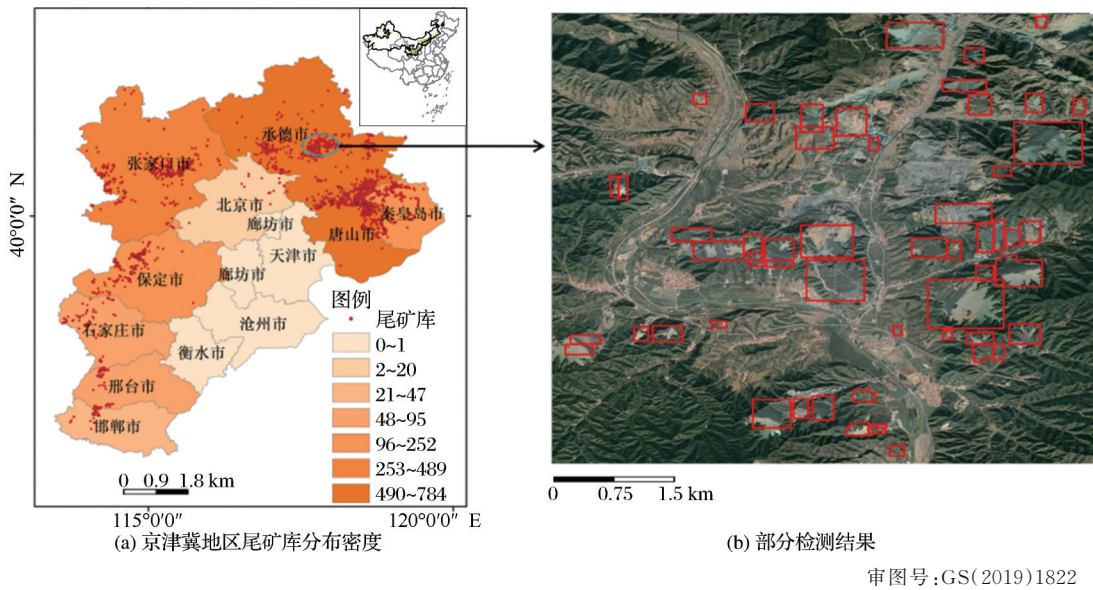 40°0′0″ N
承德市
张家口市
北京市
廊坊市
秦皇岛市
唐山市
天津市
廊坊市
保定市
沧州市
石家庄市
衡水市
邢台市
邯郸市
图例
尾矿库
0~1
2~20
21~47
48~95
96~252
253~489
490~784
0 0.9 1.8 km
115°0′0″
120°0′0″ E
(a) 京津冀地区尾矿库分布密度
0 0.75 1.5 km
(b) 部分检测结果
审图号:GS(2019)1822